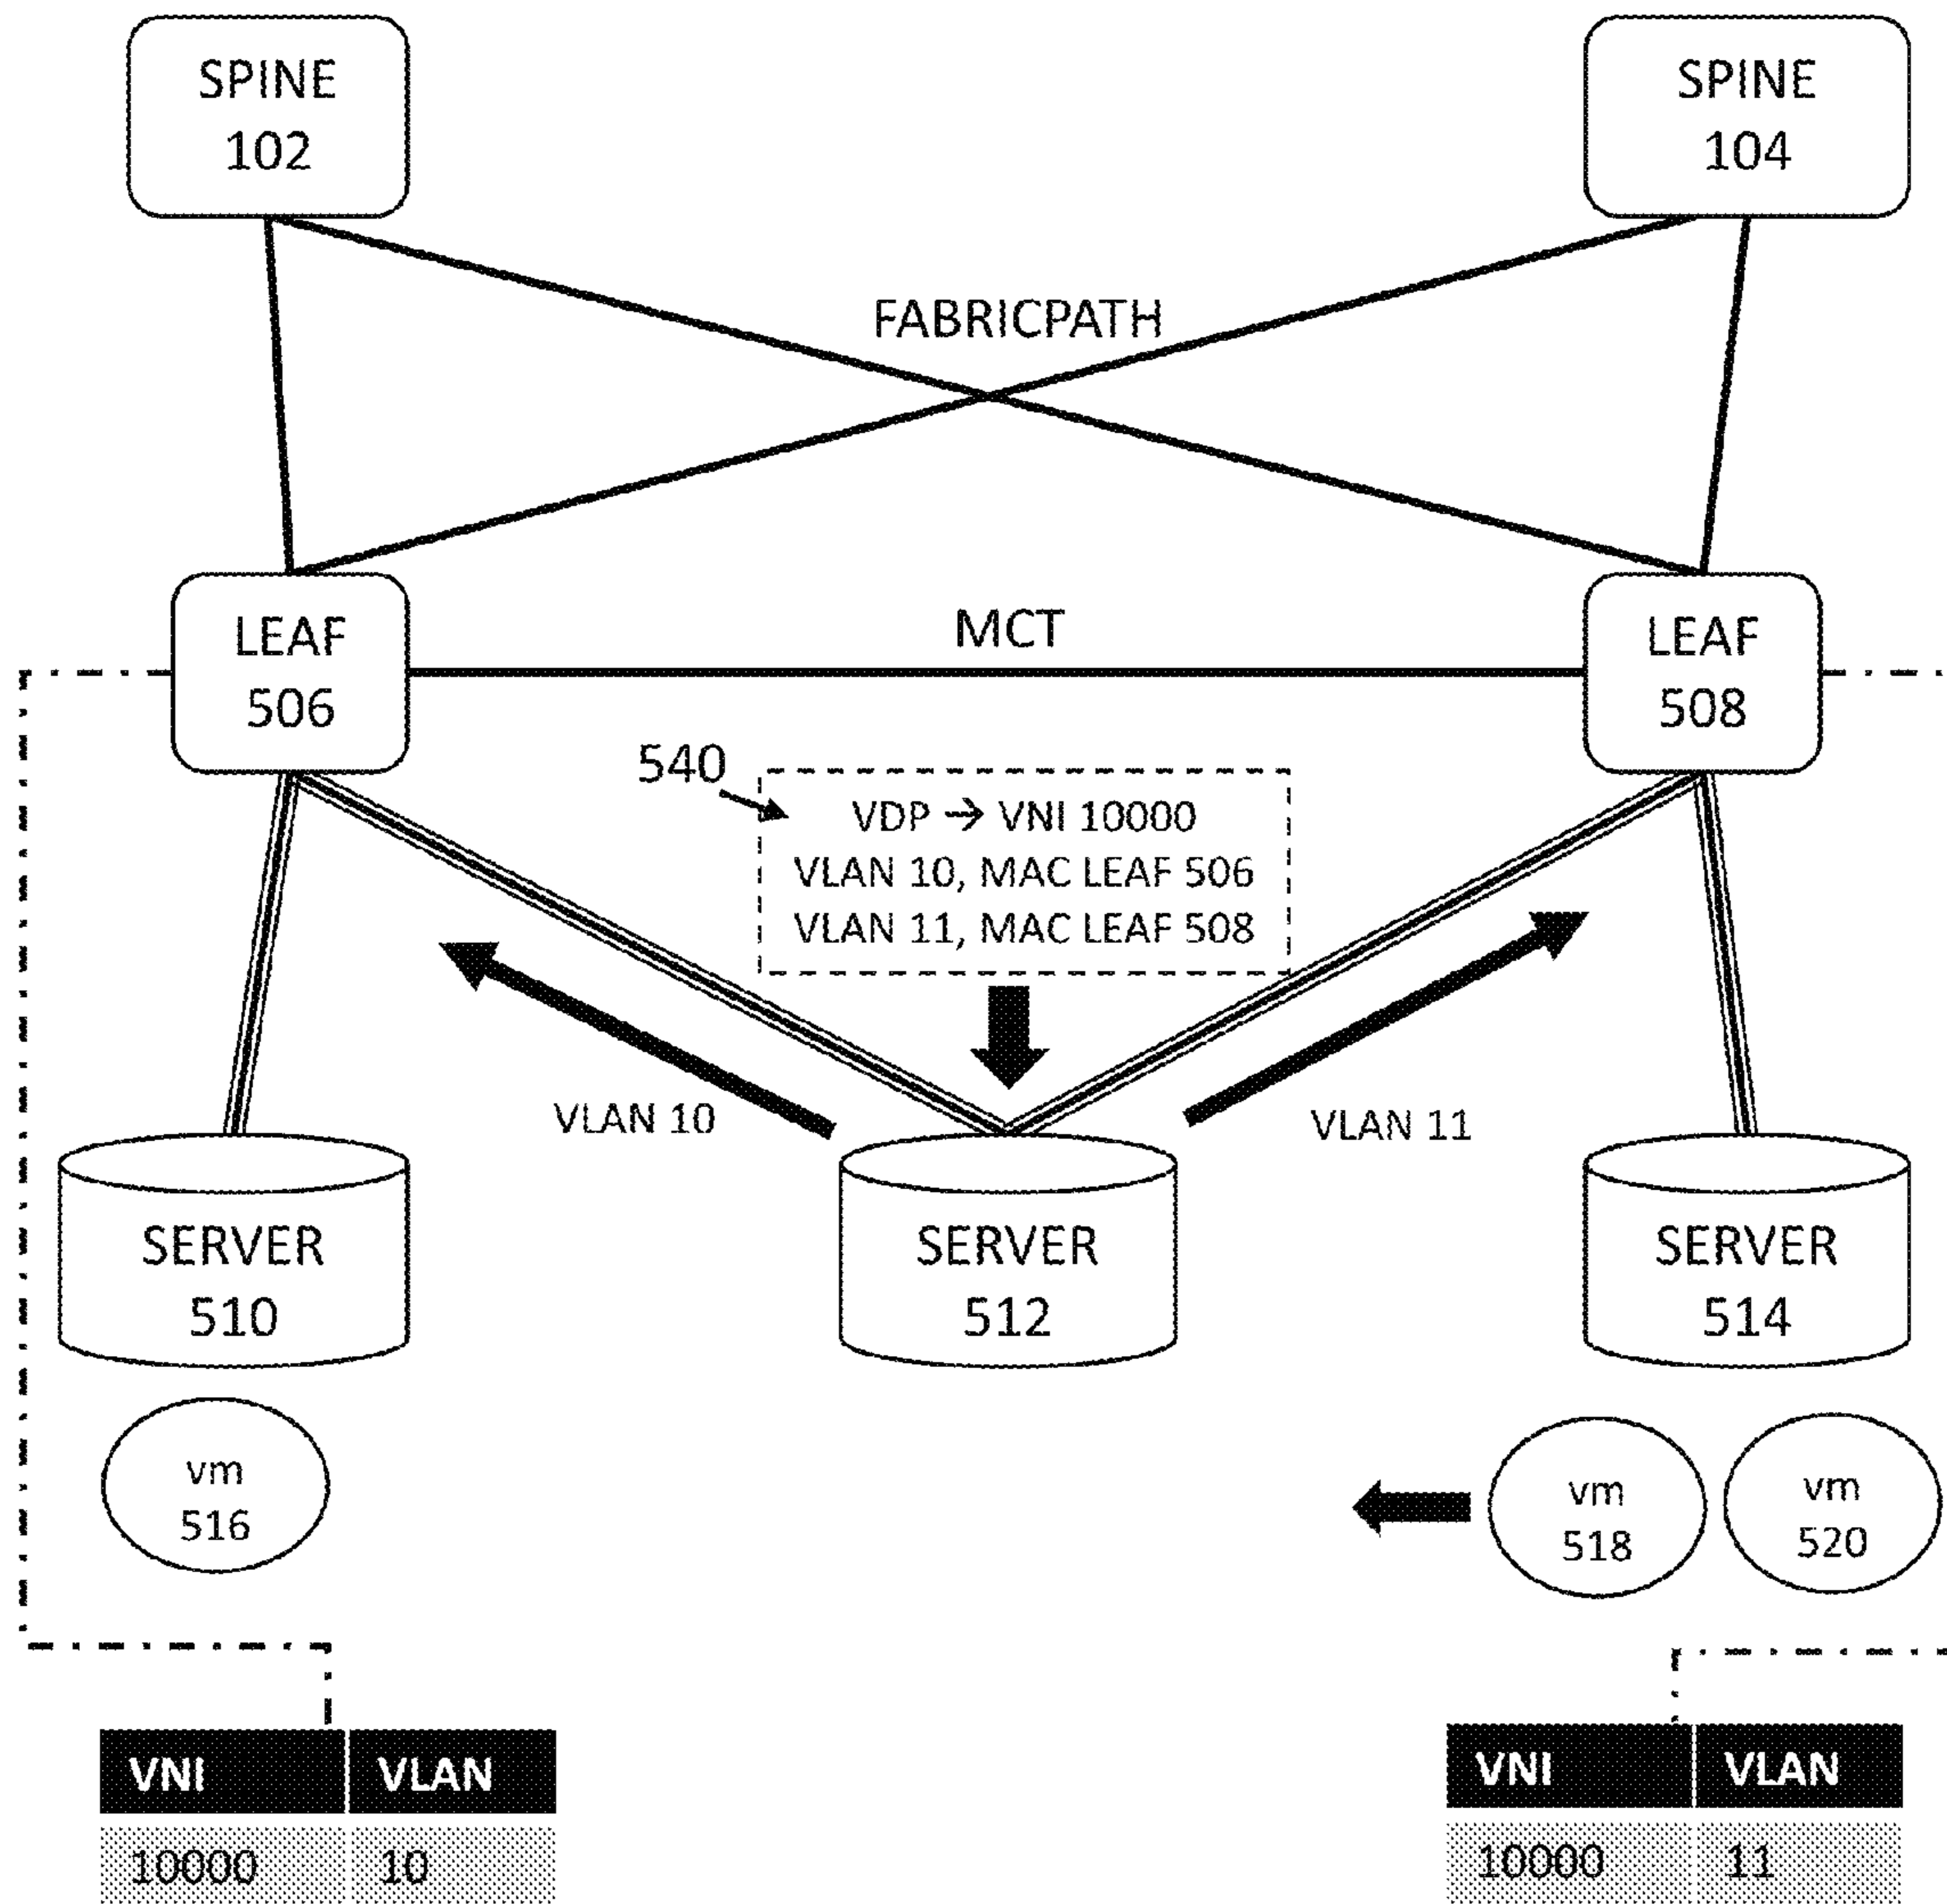 SPINE
102
SPINE
104
FABRICPATH
LEAF
506
MCT
LEAF
508
540
VDP → VNI 10000
VLAN 10, MAC LEAF 506
VLAN 11, MAC LEAF 508
VLAN 10
VLAN 11
SERVER
510
SERVER
512
SERVER
514
vm
516
vm
518
vm
520
VNI VLAN
10000 10
VNI VLAN
10000 11